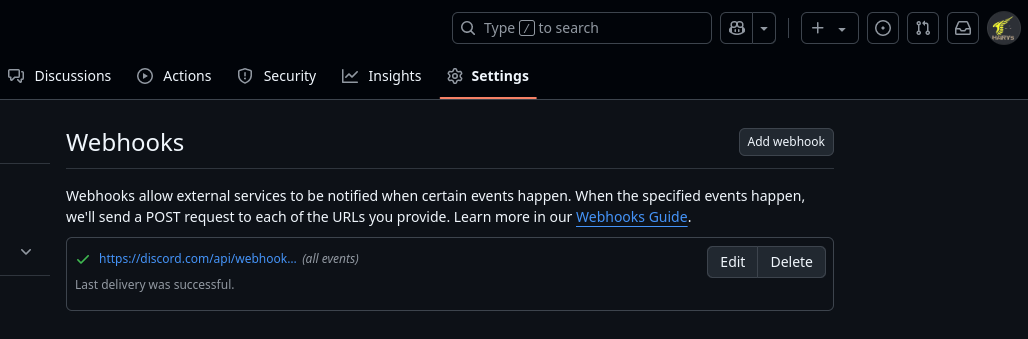 Type / to search
Discussions
Actions
Security
Insights
Settings
Webhooks
Add webhook
Webhooks allow external services to be notified when certain events happen. When the specified events happen,
we'll send a POST request to each of the URLs you provide. Learn more in our Webhooks Guide.
https://discord.com/api/webhook... (all events)
Edit
Delete
Last delivery was successful.